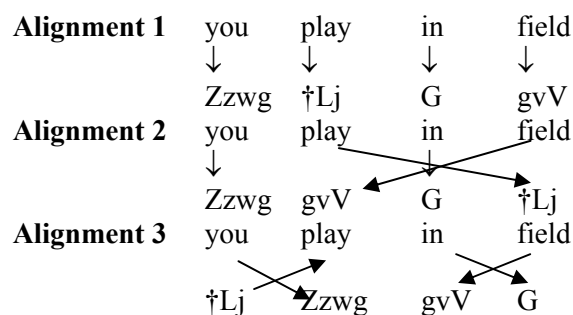 Alignment 1 you play in field
Zzwg †Lj G gvV
Alignment 2 you play in field
Zzwg gvV G †Lj
Alignment 3 you play in field
†Lj Zzwg gvV G